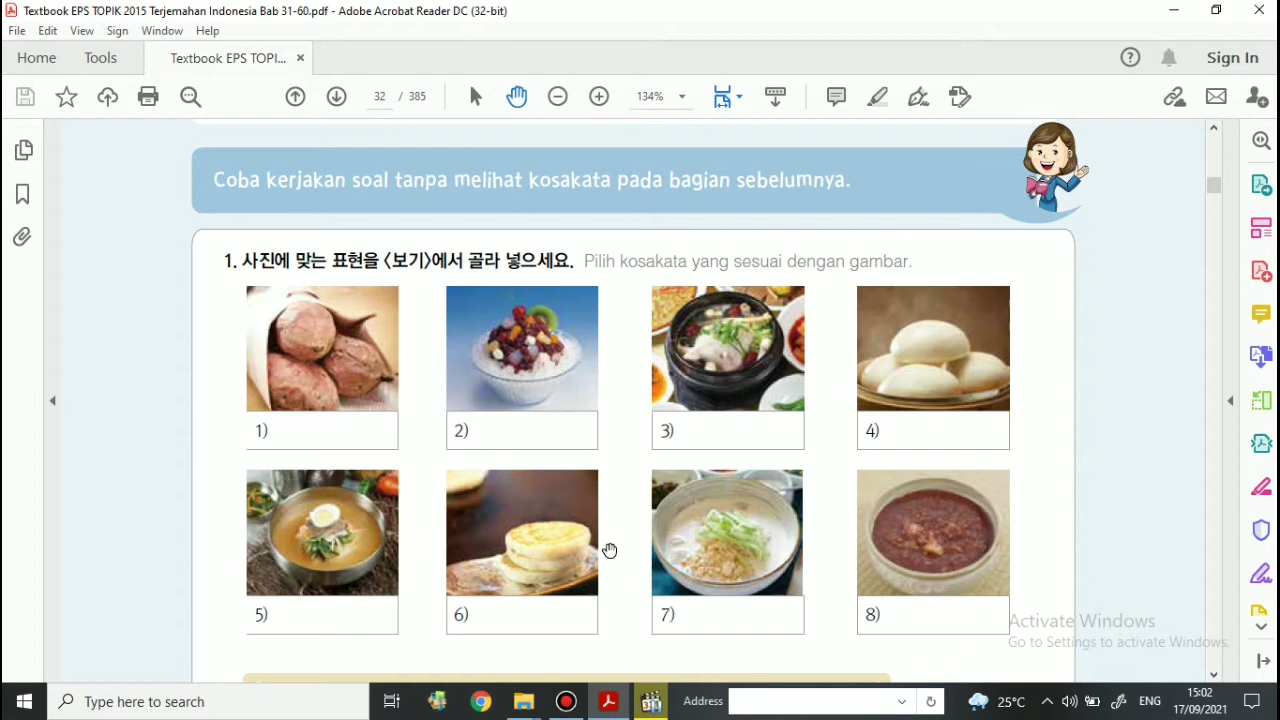 Textbook EPS TOPIK 2015 Terjemahan Indonesia Bab 31-60.pdf - Adobe Acrobat Reader DC (32-bit)
File Edit View Sign Window Help
Home Tools Textbook EPS TOPI... × Sign In
32 / 385 134%
Coba kerjakan soal tanpa melihat kosakata pada bagian sebelumnya.
1. 사진에 맞는 표현을 〈보기〉에서 골라 넣으세요. Pilih kosakata yang sesuai dengan gambar.
1) 2) 3) 4)
5) 6) 7) 8)
Activate Windows
Go to Settings to activate Windows.
Type here to search Address 25°C ENG 15:02
17/09/2021